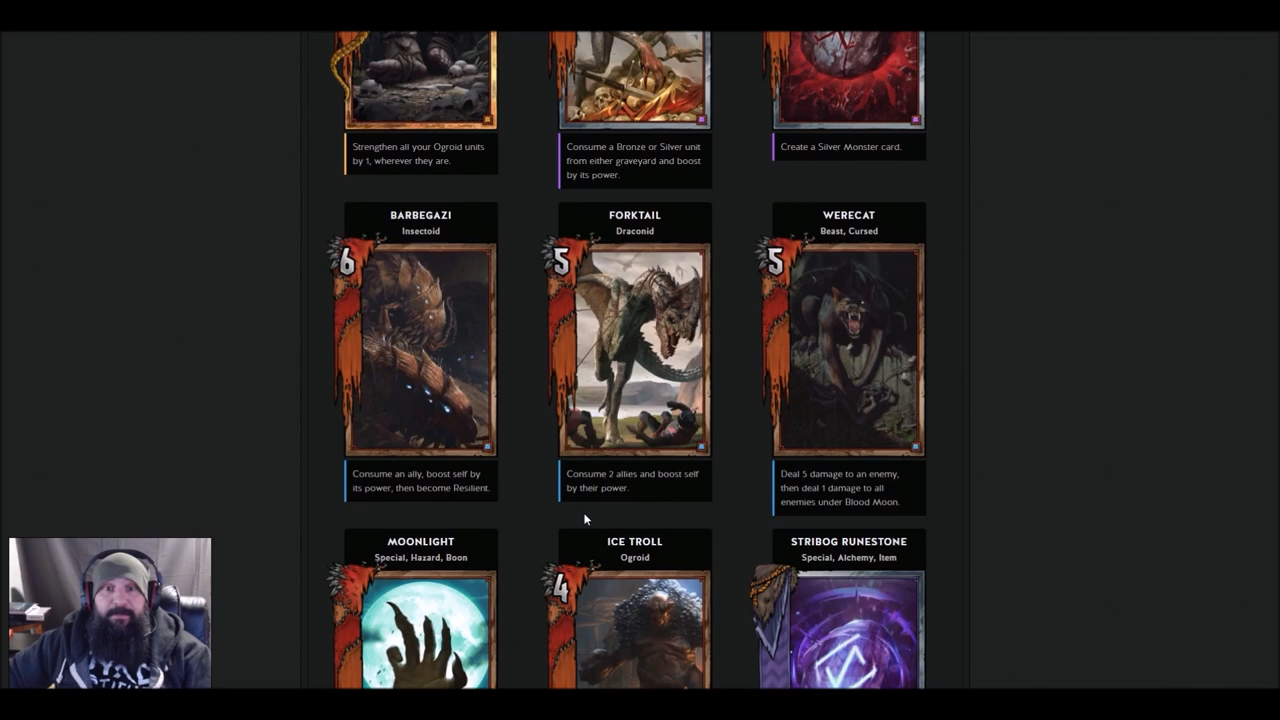 Strengthen all your Ogroid units
by 1, wherever they are.
Consume a Bronze or Silver unit
from either graveyard and boost
by its power.
Create a Silver Monster card.
BARBEGAZI
Insectoid
6
Consume an ally, boost self by
its power, then become Resilient.
FORKTAIL
Draconid
5
Consume 2 allies and boost self
by their power.
WERECAT
Beast, Cursed
5
Deal 5 damage to an enemy,
then deal 1 damage to all
enemies under Blood Moon.
MOONLIGHT
Special, Hazard, Boon
ICE TROLL
Ogroid
4
STRIBOG RUNESTONE
Special, Alchemy, Item